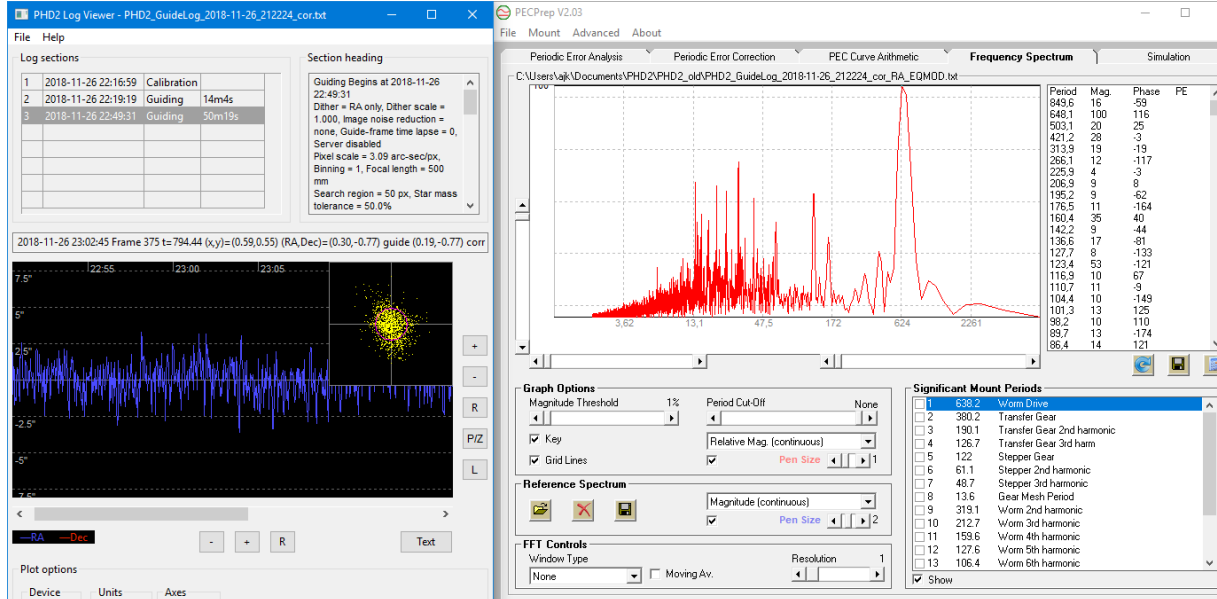 PHD2 Log Viewer - PHD2_GuideLog_2018-11-26_212224_cor.txt
File Help
Log sections
1 2018-11-26 22:16:59 Calibration
2 2018-11-26 22:19:19 Guiding 14m4s
3 2018-11-26 22:49:31 Guiding 50m19s
Section heading
Guiding Begins at 2018-11-26
22:49:31
Dither = RA only, Dither scale =
1.000, Image noise reduction =
none, Guide-frame time lapse = 0,
Server disabled
Pixel scale = 3.09 arc-sec/px,
Binning = 1, Focal length = 500
mm
Search region = 50 px, Star mass
tolerance = 50.0%
2018-11-26 23:02:45 Frame 375 t=794.44 (x,y)=(0.59,0.55) (RA,Dec)=(0.30,-0.77) guide (0.19,-0.77) corr
22:55 23:00 23:05
7.5"
5"
2.5"
-2.5"
-5"
-7.5"
+
-
R
P/Z
L
RA Dec
- + R Text
Plot options
Device Units Axes
PECPrep V2.03
File Mount Advanced About
Periodic Error Analysis Periodic Error Correction PEC Curve Arithmetic Frequency Spectrum Simulation
C:\Users\ajk\Documents\PHD2\PHD2_old\PHD2_GuideLog_2018-11-26_212224_cor_RA_EQMOD.txt
100
3,62 13,1 47,5 172 624 2261
Period Mag. Phase PE
849,6 16 -59
648,1 100 116
503,1 20 25
421,2 28 -3
313,9 19 -19
266,1 12 -117
225,9 4 -3
206,9 9 8
195,2 9 -62
176,5 11 -164
160,4 35 40
142,2 9 -44
136,6 17 -81
127,7 8 -133
123,4 53 -121
116,9 10 67
110,7 11 -9
104,4 10 -149
101,3 13 125
98,2 10 110
89,7 13 -174
86,4 14 121
Graph Options
Magnitude Threshold 1% Period Cut-Off None
Key
Relative Mag. (continuous)
Grid Lines
Pen Size 1
Reference Spectrum
Magnitude (continuous)
Pen Size 2
FFT Controls
Window Type Resolution 1
None Moving Av.
Significant Mount Periods
1 638.2 Worm Drive
2 380.2 Transfer Gear
3 190.1 Transfer Gear 2nd harmonic
4 126.7 Transfer Gear 3rd harm
5 122 Stepper Gear
6 61.1 Stepper 2nd harmonic
7 48.7 Stepper 3rd harmonic
8 13.6 Gear Mesh Period
9 319.1 Worm 2nd harmonic
10 212.7 Worm 3rd harmonic
11 159.6 Worm 4th harmonic
12 127.6 Worm 5th harmonic
13 106.4 Worm 6th harmonic
Show